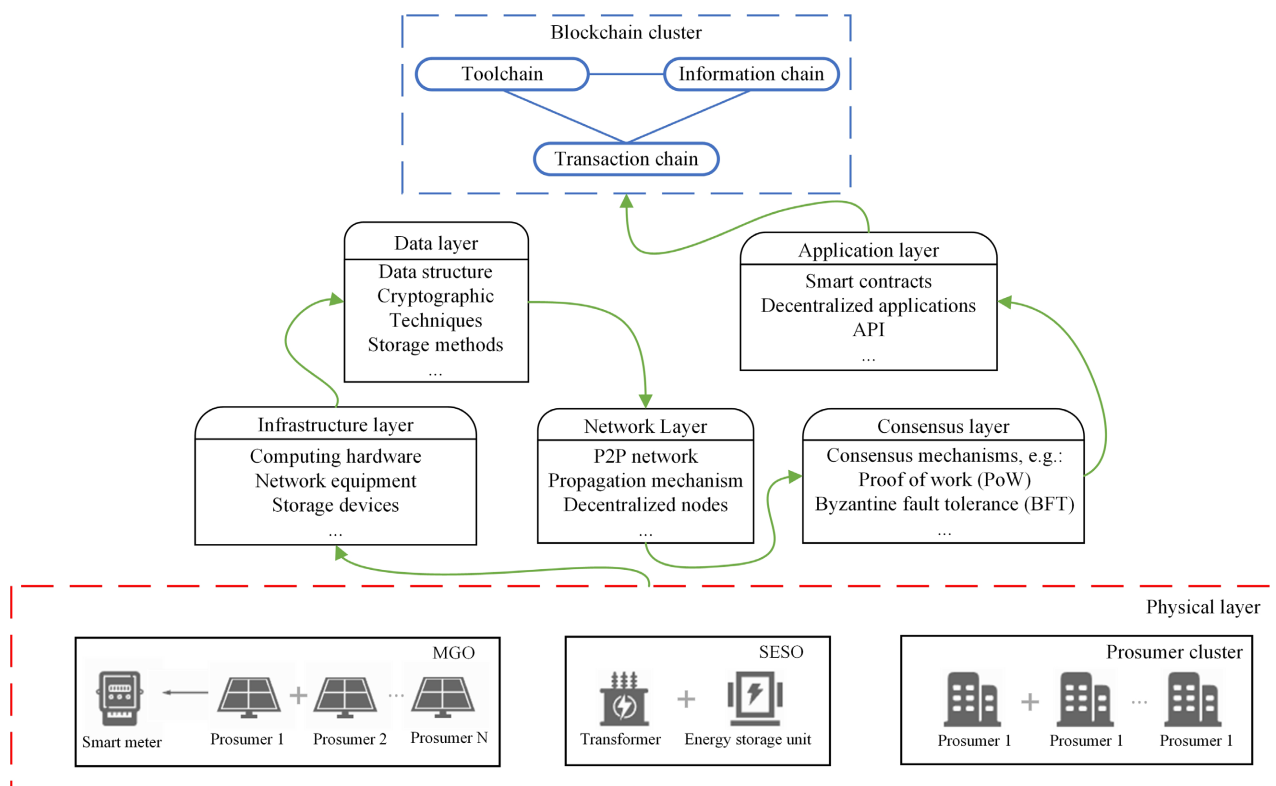 Blockchain cluster
Toolchain
Information chain
Transaction chain
Data layer
Data structure
Cryptographic
Techniques
Storage methods
...
Application layer
Smart contracts
Decentralized applications
API
...
Infrastructure layer
Computing hardware
Network equipment
Storage devices
...
Network Layer
P2P network
Propagation mechanism
Decentralized nodes
...
Consensus layer
Consensus mechanisms, e.g.:
Proof of work (PoW)
Byzantine fault tolerance (BFT)
...
Physical layer
MGO
...
Smart meter
Prosumer 1
Prosumer 2
Prosumer N
SESO
Transformer
Energy storage unit
Prosumer cluster
...
Prosumer 1
Prosumer 1
Prosumer 1